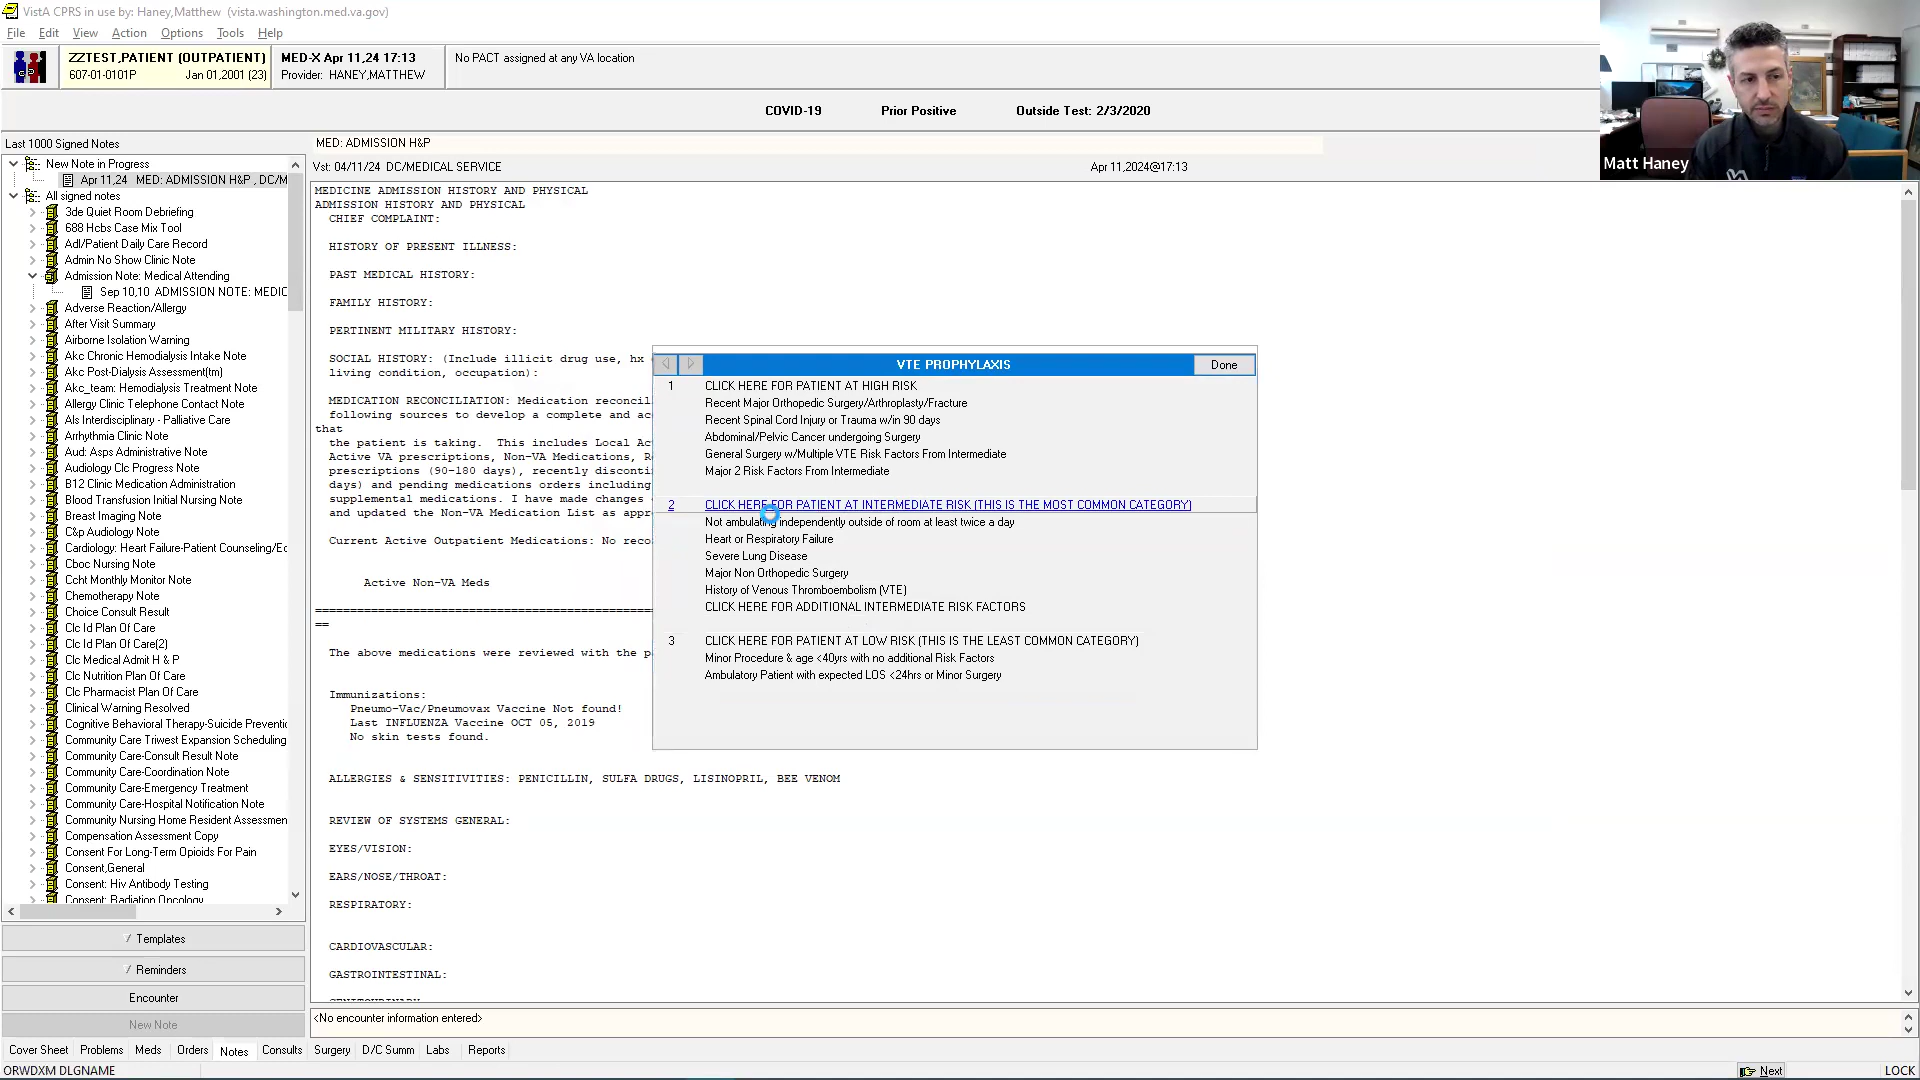 VistA CPRS in use by: Haney,Matthew (vista.washington.med.va.gov)
File Edit View Action Options Tools Help
ZZTEST,PATIENT (OUTPATIENT)
607-01-0101P Jan 01,2001 (23)
MED-X Apr 11,24 17:13
Provider: HANEY,MATTHEW
No PACT assigned at any VA location
COVID-19 Prior Positive Outside Test: 2/3/2020
Matt Haney
Last 1000 Signed Notes
New Note in Progress
Apr 11,24 MED: ADMISSION H&P , DC/M
All signed notes
3de Quiet Room Debriefing
688 Hcbs Case Mix Tool
Adl/Patient Daily Care Record
Admin No Show Clinic Note
Admission Note: Medical Attending
Sep 10,10 ADMISSION NOTE: MEDIC
Adverse Reaction/Allergy
After Visit Summary
Airborne Isolation Warning
Akc Chronic Hemodialysis Intake Note
Akc Post-Dialysis Assessment(tm)
Akc_team: Hemodialysis Treatment Note
Allergy Clinic Telephone Contact Note
Als Interdisciplinary - Palliative Care
Arrhythmia Clinic Note
Aud: Asps Administrative Note
Audiology Clc Progress Note
B12 Clinic Medication Administration
Blood Transfusion Initial Nursing Note
Breast Imaging Note
C&p Audiology Note
Cardiology: Heart Failure-Patient Counseling/Ec
Cboc Nursing Note
Ccht Monthly Monitor Note
Chemotherapy Note
Choice Consult Result
Clc Id Plan Of Care
Clc Id Plan Of Care(2)
Clc Medical Admit H & P
Clc Nutrition Plan Of Care
Clc Pharmacist Plan Of Care
Clinical Warning Resolved
Cognitive Behavioral Therapy-Suicide Preventic
Community Care Triwest Expansion Scheduling
Community Care-Consult Result Note
Community Care-Coordination Note
Community Care-Emergency Treatment
Community Care-Hospital Notification Note
Community Nursing Home Resident Assessmen
Compensation Assessment Copy
Consent For Long-Term Opioids For Pain
Consent,General
Consent: Hiv Antibody Testing
Consent: Radiation Oncology
Templates
Reminders
Encounter
New Note
MED: ADMISSION H&P
Vst: 04/11/24 DC/MEDICAL SERVICE Apr 11,2024@17:13
MEDICINE ADMISSION HISTORY AND PHYSICAL
ADMISSION HISTORY AND PHYSICAL
CHIEF COMPLAINT:
HISTORY OF PRESENT ILLNESS:
PAST MEDICAL HISTORY:
FAMILY HISTORY:
PERTINENT MILITARY HISTORY:
SOCIAL HISTORY: (Include illicit drug use, hx
living condition, occupation):
MEDICATION RECONCILIATION: Medication reconcil
following sources to develop a complete and ac
that
the patient is taking. This includes Local Ac
Active VA prescriptions, Non-VA Medications, R
prescriptions (90-180 days), recently discontin
days) and pending medications orders including
supplemental medications. I have made changes
and updated the Non-VA Medication List as appr
Current Active Outpatient Medications: No reco
Active Non-VA Meds
==
The above medications were reviewed with the p
Immunizations:
Pneumo-Vac/Pneumovax Vaccine Not found!
Last INFLUENZA Vaccine OCT 05, 2019
No skin tests found.
ALLERGIES & SENSITIVITIES: PENICILLIN, SULFA DRUGS, LISINOPRIL, BEE VENOM
REVIEW OF SYSTEMS GENERAL:
EYES/VISION:
EARS/NOSE/THROAT:
RESPIRATORY:
CARDIOVASCULAR:
GASTROINTESTINAL:
VTE PROPHYLAXIS Done
1 CLICK HERE FOR PATIENT AT HIGH RISK
Recent Major Orthopedic Surgery/Arthroplasty/Fracture
Recent Spinal Cord Injury or Trauma w/in 90 days
Abdominal/Pelvic Cancer undergoing Surgery
General Surgery w/Multiple VTE Risk Factors From Intermediate
Major 2 Risk Factors From Intermediate
2 CLICK HERE FOR PATIENT AT INTERMEDIATE RISK (THIS IS THE MOST COMMON CATEGORY)
Not ambulating independently outside of room at least twice a day
Heart or Respiratory Failure
Severe Lung Disease
Major Non Orthopedic Surgery
History of Venous Thromboembolism (VTE)
CLICK HERE FOR ADDITIONAL INTERMEDIATE RISK FACTORS
3 CLICK HERE FOR PATIENT AT LOW RISK (THIS IS THE LEAST COMMON CATEGORY)
Minor Procedure & age <40yrs with no additional Risk Factors
Ambulatory Patient with expected LOS <24hrs or Minor Surgery
<No encounter information entered>
Cover Sheet Problems Meds Orders Notes Consults Surgery D/C Summ Labs Reports
ORWDXM DLGNAME
Next LOCK